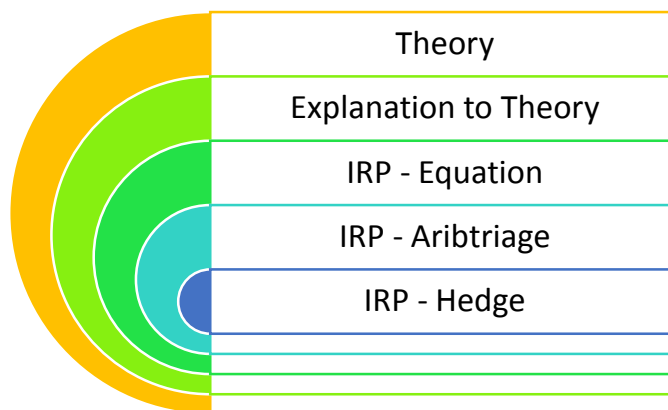 Theory
Explanation to Theory
IRP - Equation
IRP - Aribtriage
IRP - Hedge